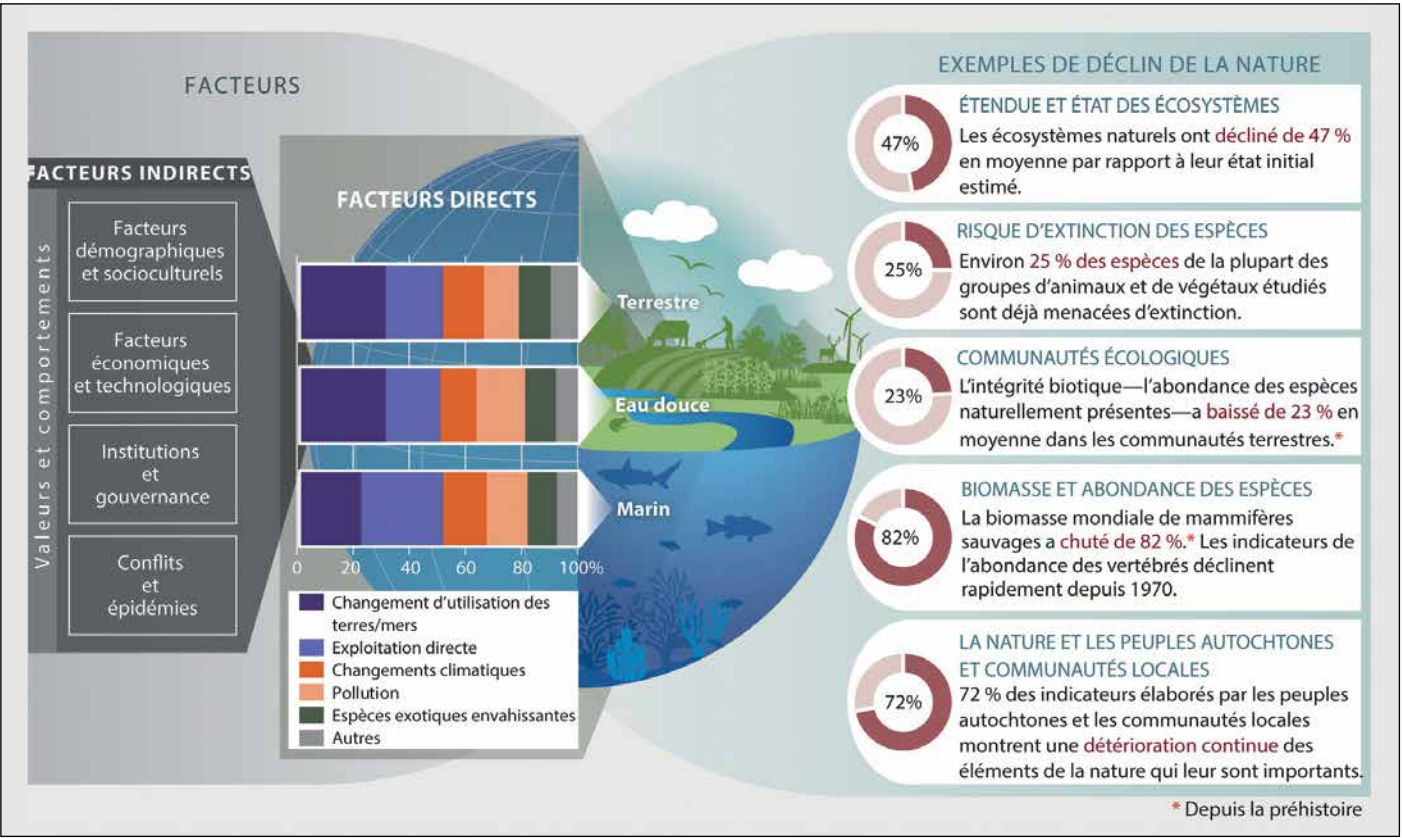 FACTEURS
FACTEURS INDIRECTS
Valeurs et comportements
Facteurs
démographiques
et socioculturels
Facteurs
économiques
et technologiques
Institutions
et
gouvernance
Conflits
et
épidémies
FACTEURS DIRECTS
Terrestre
Eau douce
Marin
0 20 40 60 80 100%
Changement d'utilisation des
terres/mers
Exploitation directe
Changements climatiques
Pollution
Espèces exotiques envahissantes
Autres
EXEMPLES DE DÉCLIN DE LA NATURE
47%
ÉTENDUE ET ÉTAT DES ÉCOSYSTÈMES
Les écosystèmes naturels ont décliné de 47 %
en moyenne par rapport à leur état initial
estimé.
25%
RISQUE D'EXTINCTION DES ESPÈCES
Environ 25 % des espèces de la plupart des
groupes d'animaux et de végétaux étudiés
sont déjà menacées d'extinction.
23%
COMMUNAUTÉS ÉCOLOGIQUES
L'intégrité biotique—l'abondance des espèces
naturellement présentes—a baissé de 23 % en
moyenne dans les communautés terrestres.*
82%
BIOMASSE ET ABONDANCE DES ESPÈCES
La biomasse mondiale de mammifères
sauvages a chuté de 82 %.* Les indicateurs de
l'abondance des vertébrés déclinent
rapidement depuis 1970.
72%
LA NATURE ET LES PEUPLES AUTOCHTONES
ET COMMUNAUTÉS LOCALES
72 % des indicateurs élaborés par les peuples
autochtones et les communautés locales
montrent une détérioration continue des
éléments de la nature qui leur sont importants.
* Depuis la préhistoire